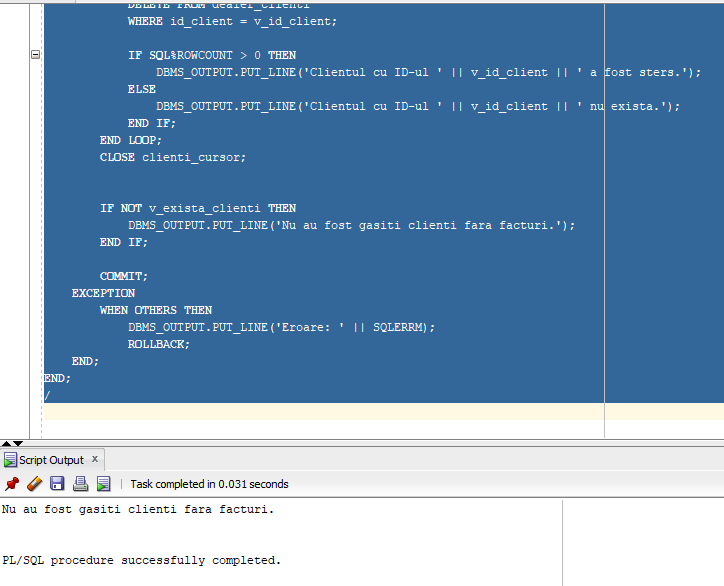 DELETE FROM dealer_clienti
WHERE id_client = v_id_client;
IF SQL%ROWCOUNT > 0 THEN
DBMS_OUTPUT.PUT_LINE('Clientul cu ID-ul ' || v_id_client || ' a fost sters.');
ELSE
DBMS_OUTPUT.PUT_LINE('Clientul cu ID-ul ' || v_id_client || ' nu exista.');
END IF;
END LOOP;
CLOSE clienti_cursor;
IF NOT v_exista_clienti THEN
DBMS_OUTPUT.PUT_LINE('Nu au fost gasiti clienti fara facturi.');
END IF;
COMMIT;
EXCEPTION
WHEN OTHERS THEN
DBMS_OUTPUT.PUT_LINE('Eroare: ' || SQLERRM);
ROLLBACK;
END;
END;
/
Script Output x
Task completed in 0.031 seconds
Nu au fost gasiti clienti fara facturi.
PL/SQL procedure successfully completed.